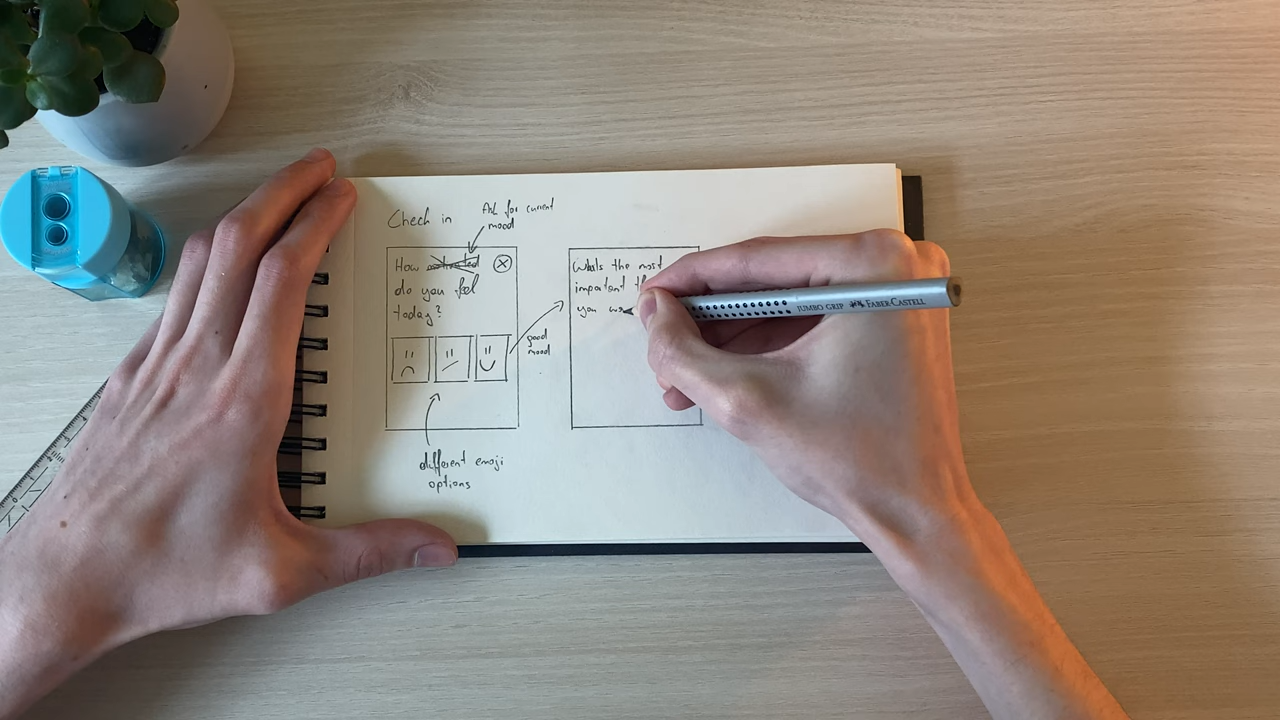 Check in
Ask for current
mood
How
do you feel
today?
good
mood
different emoji
options
Whats the most
important
you
JUMBO GRIP FABER-CASTELL